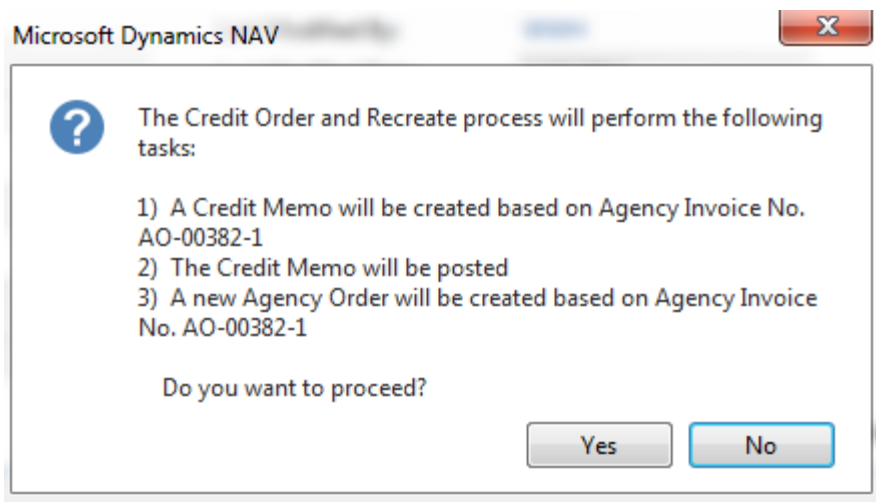 Microsoft Dynamics NAV
The Credit Order and Recreate process will perform the following
tasks:
1) A Credit Memo will be created based on Agency Invoice No.
AO-00382-1
2) The Credit Memo will be posted
3) A new Agency Order will be created based on Agency Invoice
No. AO-00382-1
Do you want to proceed?
Yes No